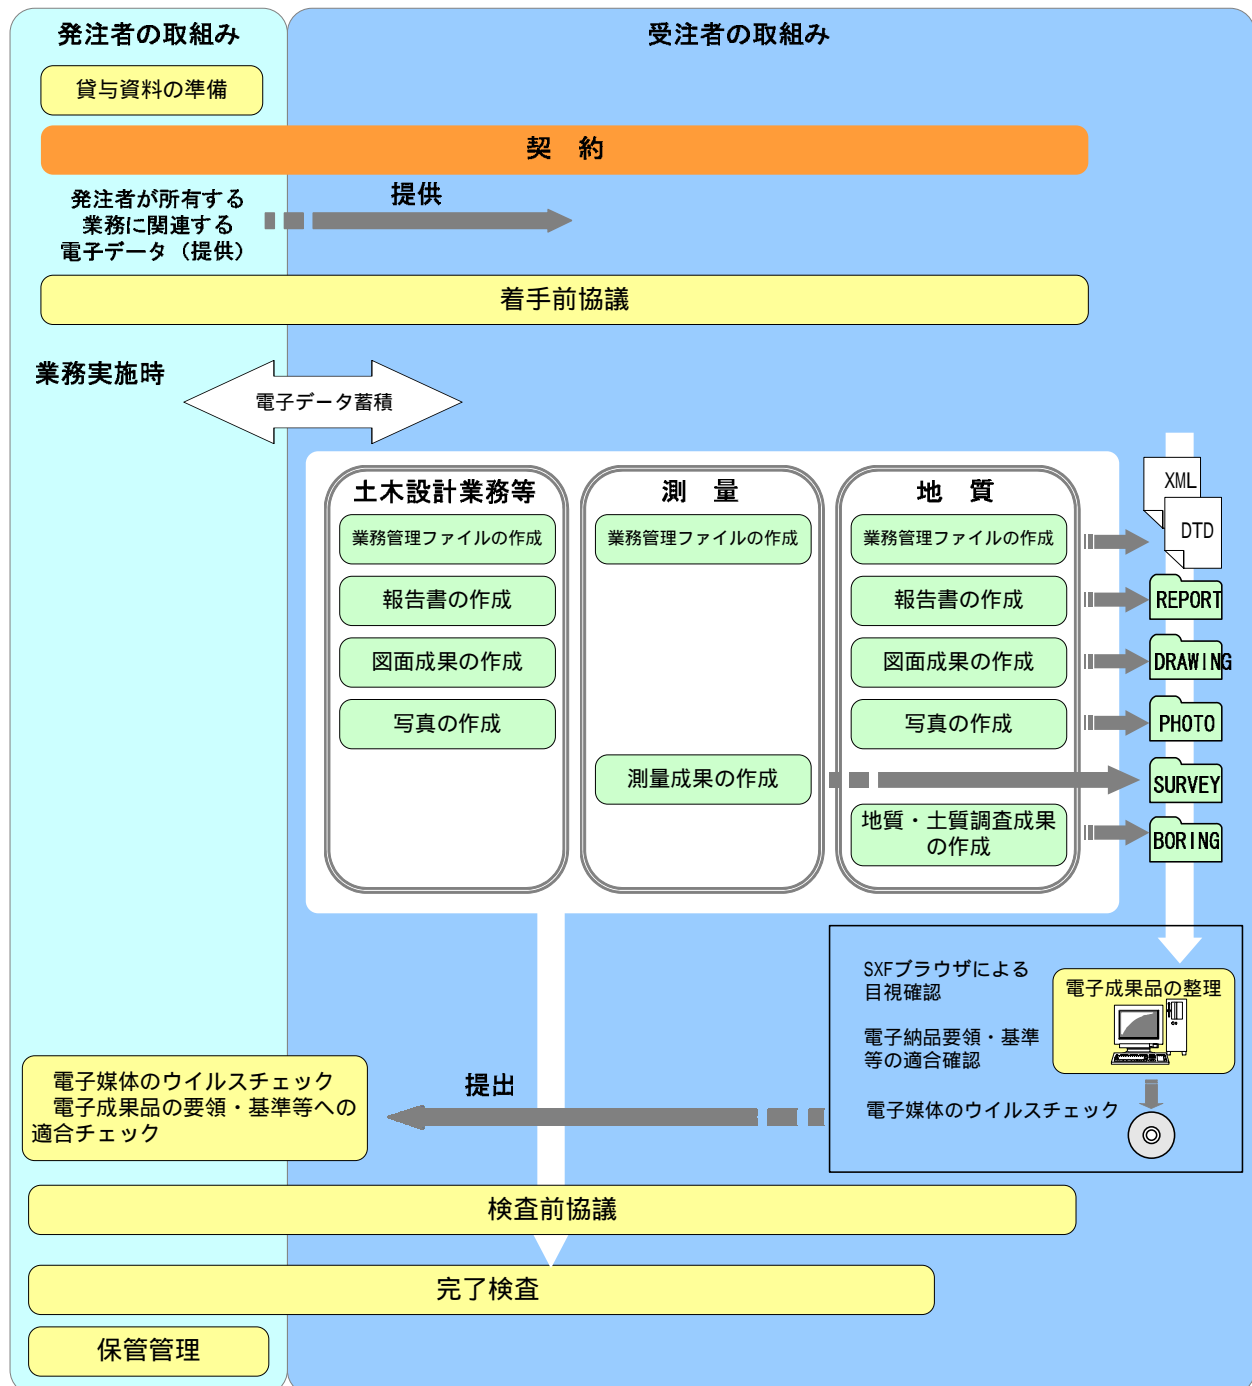 発注者の取組み
受注者の取組み
貸与資料の準備
契　約
発注者が所有する
業務に関連する
電子データ（提供）
提供
着手前協議
業務実施時
電子データ蓄積
土木設計業務等
業務管理ファイルの作成
報告書の作成
図面成果の作成
写真の作成
測　量
業務管理ファイルの作成
測量成果の作成
地　質
業務管理ファイルの作成
報告書の作成
図面成果の作成
写真の作成
地質・土質調査成果
の作成
XML
DTD
REPORT
DRAWING
PHOTO
SURVEY
BORING
SXFブラウザによる
目視確認
電子納品要領・基準
等の適合確認
電子媒体のウイルスチェック
電子成果品の整理
提出
電子媒体のウイルスチェック
電子成果品の要領・基準等への
適合チェック
検査前協議
完了検査
保管管理